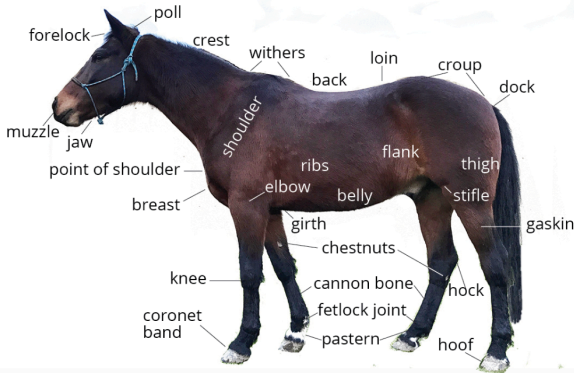 poll
forelock
crest
withers
loin
croup
back
dock
muzzle
jaw
shoulder
flank
point of shoulder
ribs
thigh
elbow
belly
stifle
breast
girth
gaskin
chestnuts
knee
cannon bone
hock
fetlock joint
coronet
band
pastern
hoof